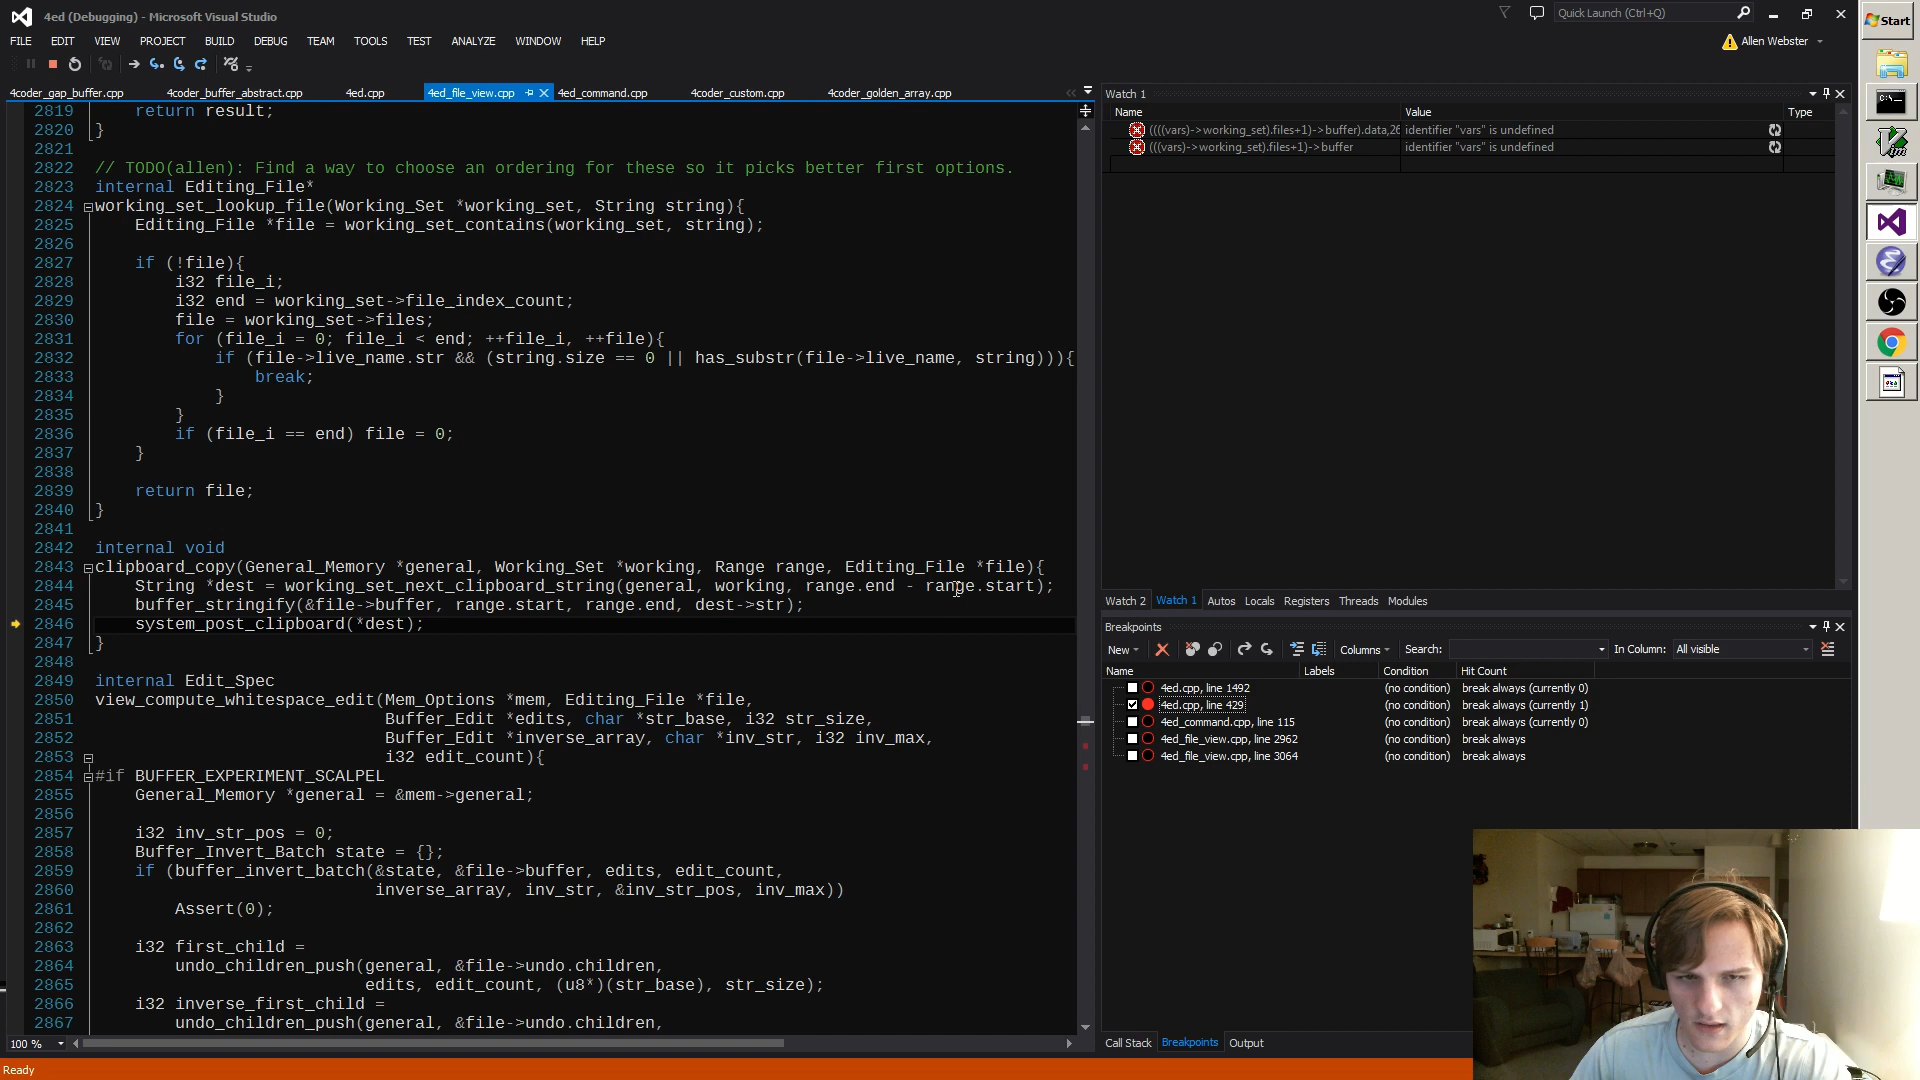 4ed (Debugging) - Microsoft Visual Studio
Quick Launch (Ctrl+Q)
FILE EDIT VIEW PROJECT BUILD DEBUG TEAM TOOLS TEST ANALYZE WINDOW HELP
Allen Webster
Start
4coder_gap_buffer.cpp 4coder_buffer_abstract.cpp 4ed.cpp 4ed_file_view.cpp 4ed_command.cpp 4coder_custom.cpp 4coder_golden_array.cpp
2819 return result;
2820 }
2821
2822 // TODO(allen): Find a way to choose an ordering for these so it picks better first options.
2823 internal Editing_File*
2824 working_set_lookup_file(Working_Set *working_set, String string){
2825 Editing_File *file = working_set_contains(working_set, string);
2826
2827 if (!file){
2828 i32 file_i;
2829 i32 end = working_set->file_index_count;
2830 file = working_set->files;
2831 for (file_i = 0; file_i < end; ++file_i, ++file){
2832 if (file->live_name.str && (string.size == 0 || has_substr(file->live_name, string))){
2833 break;
2834 }
2835 }
2836 if (file_i == end) file = 0;
2837 }
2838
2839 return file;
2840 }
2841
2842 internal void
2843 clipboard_copy(General_Memory *general, Working_Set *working, Range range, Editing_File *file){
2844 String *dest = working_set_next_clipboard_string(general, working, range.end - range.start);
2845 buffer_stringify(&file->buffer, range.start, range.end, dest->str);
2846 system_post_clipboard(*dest);
2847 }
2848
2849 internal Edit_Spec
2850 view_compute_whitespace_edit(Mem_Options *mem, Editing_File *file,
2851 Buffer_Edit *edits, char *str_base, i32 str_size,
2852 Buffer_Edit *inverse_array, char *inv_str, i32 inv_max,
2853 i32 edit_count){
2854 #if BUFFER_EXPERIMENT_SCALPEL
2855 General_Memory *general = &mem->general;
2856
2857 i32 inv_str_pos = 0;
2858 Buffer_Invert_Batch state = {};
2859 if (buffer_invert_batch(&state, &file->buffer, edits, edit_count,
2860 inverse_array, inv_str, &inv_str_pos, inv_max))
2861 Assert(0);
2862
2863 i32 first_child =
2864 undo_children_push(general, &file->undo.children,
2865 edits, edit_count, (u8*)(str_base), str_size);
2866 i32 inverse_first_child =
2867 undo_children_push(general, &file->undo.children,
100 %
Ready
Watch 1
Name Value Type
((((vars)->working_set).files+1)->buffer).data,26 identifier "vars" is undefined
(((vars)->working_set).files+1)->buffer identifier "vars" is undefined
Watch 2 Watch 1 Autos Locals Registers Threads Modules
Breakpoints
New Columns Search: In Column: All visible
Name Labels Condition Hit Count
4ed.cpp, line 1492 (no condition) break always (currently 0)
4ed.cpp, line 429 (no condition) break always (currently 1)
4ed_command.cpp, line 115 (no condition) break always (currently 0)
4ed_file_view.cpp, line 2962 (no condition) break always
4ed_file_view.cpp, line 3064 (no condition) break always
Call Stack Breakpoints Output